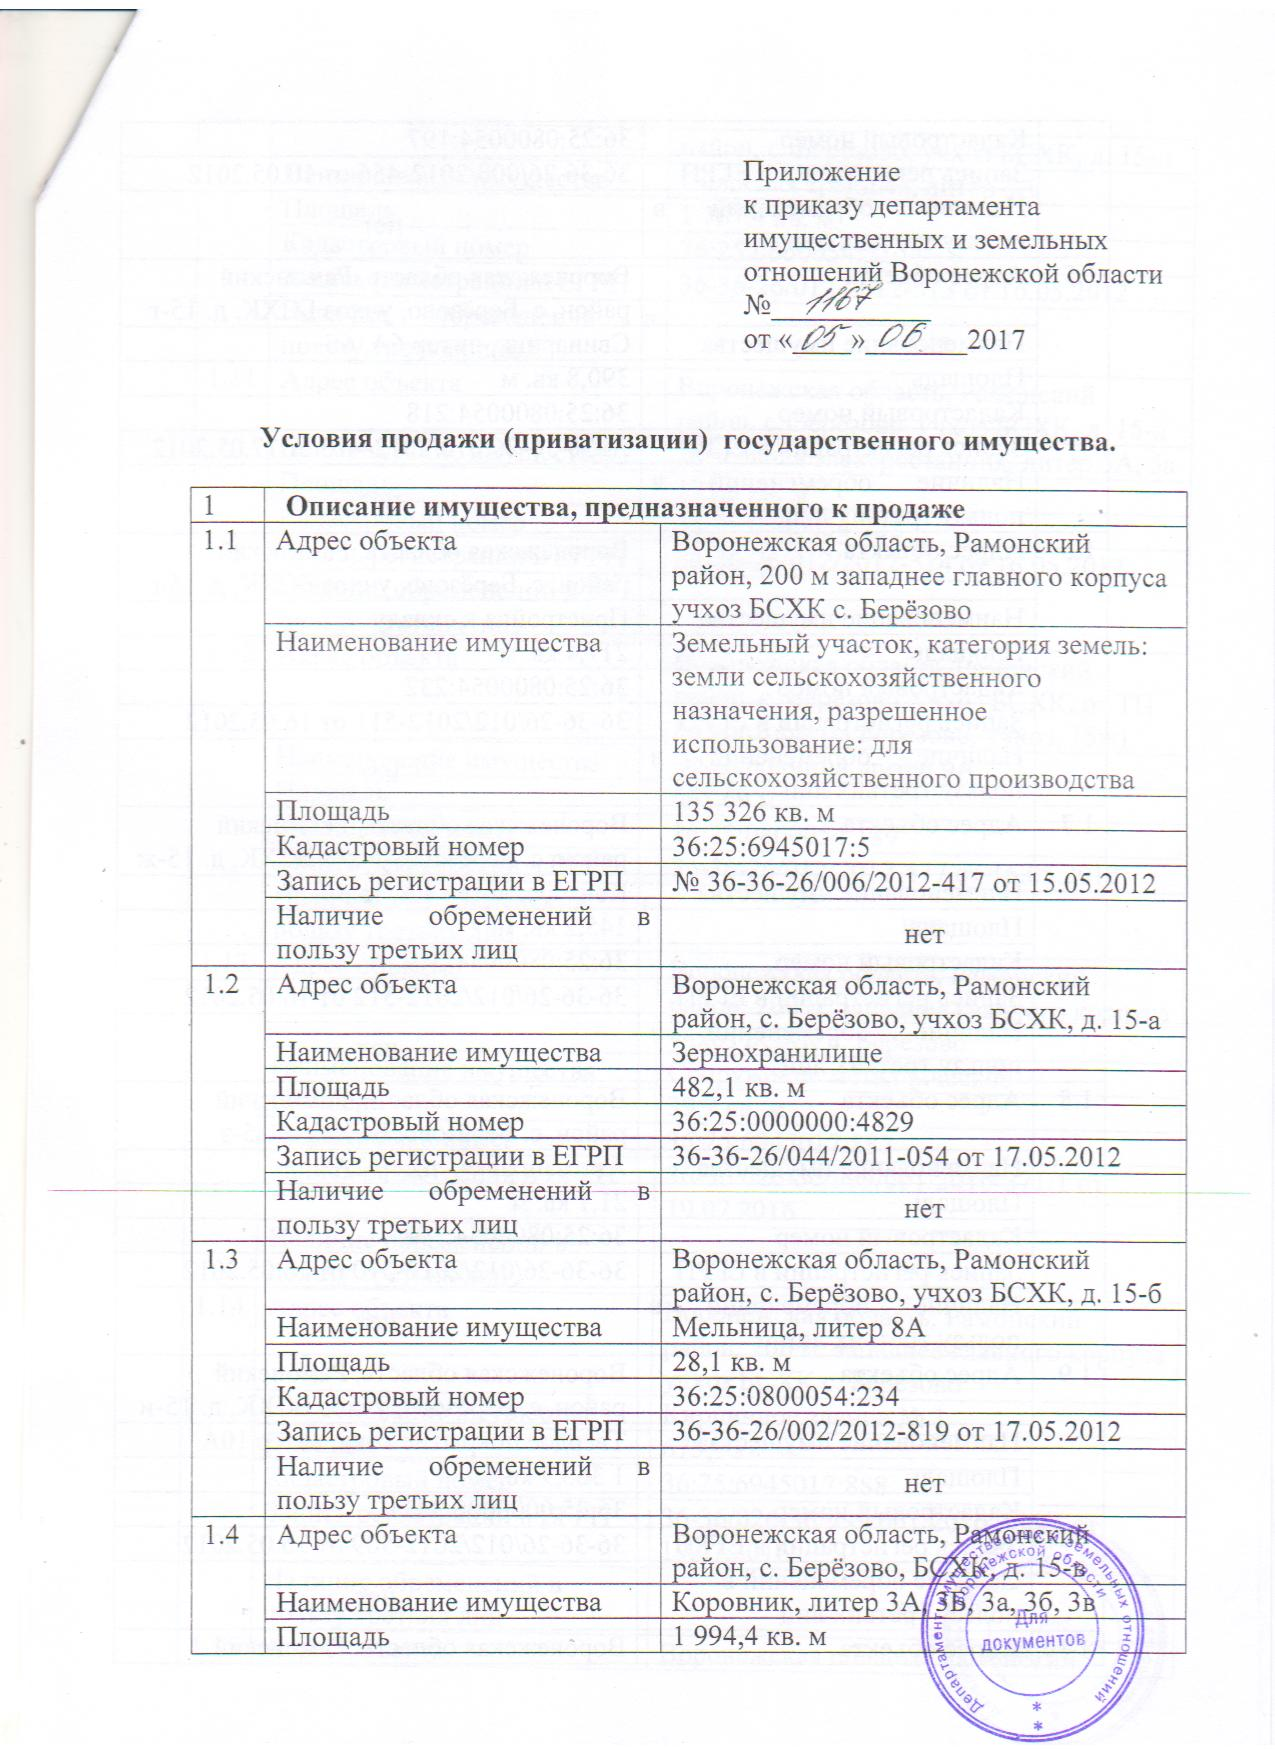 Приложение
к приказу департамента
имущественных и земельных
отношений Воронежской области
№ 1167
от « 05 » 06 2017
Условия продажи (приватизации) государственного имущества.
1 Описание имущества, предназначенного к продаже
1.1 Адрес объекта Воронежская область, Рамонский
район, 200 м западнее главного корпуса
учхоз БСХК с. Берёзово
Наименование имущества Земельный участок, категория земель:
земли сельскохозяйственного
назначения, разрешенное
использование: для
сельскохозяйственного производства
Площадь 135 326 кв. м
Кадастровый номер 36:25:6945017:5
Запись регистрации в ЕГРП № 36-36-26/006/2012-417 от 15.05.2012
Наличие обременений в
пользу третьих лиц нет
1.2 Адрес объекта Воронежская область, Рамонский
район, с. Берёзово, учхоз БСХК, д. 15-а
Наименование имущества Зернохранилище
Площадь 482,1 кв. м
Кадастровый номер 36:25:0000000:4829
Запись регистрации в ЕГРП 36-36-26/044/2011-054 от 17.05.2012
Наличие обременений в
пользу третьих лиц нет
1.3 Адрес объекта Воронежская область, Рамонский
район, с. Берёзово, учхоз БСХК, д. 15-б
Наименование имущества Мельница, литер 8А
Площадь 28,1 кв. м
Кадастровый номер 36:25:0800054:234
Запись регистрации в ЕГРП 36-36-26/002/2012-819 от 17.05.2012
Наличие обременений в
пользу третьих лиц нет
1.4 Адрес объекта Воронежская область, Рамонский
район, с. Берёзово, БСХК, д. 15-в
Наименование имущества Коровник, литер 3А, 3Б, 3а, 3б, 3в
Площадь 1 994,4 кв. м
Департамент имущественных и земельных отношений
Воронежской области
Для
документов